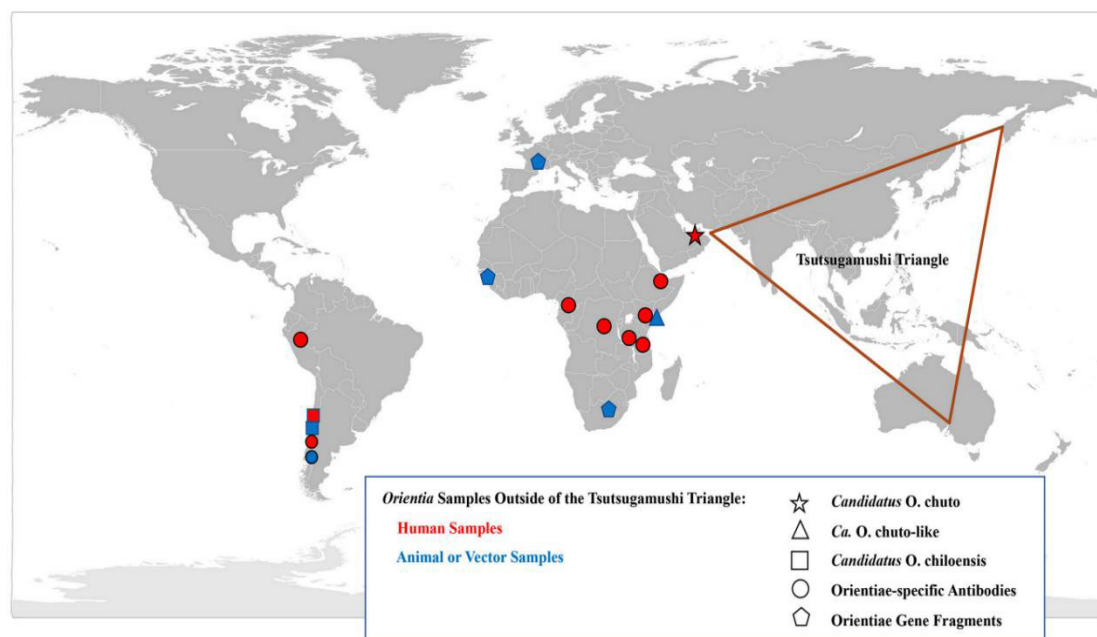 Tsutsugamushi Triangle
Orientia Samples Outside of the Tsutsugamushi Triangle:
Human Samples
Animal or Vector Samples
Candidatus O. chuto
Ca. O. chuto-like
Candidatus O. chiloensis
Orientiae-specific Antibodies
Orientiae Gene Fragments